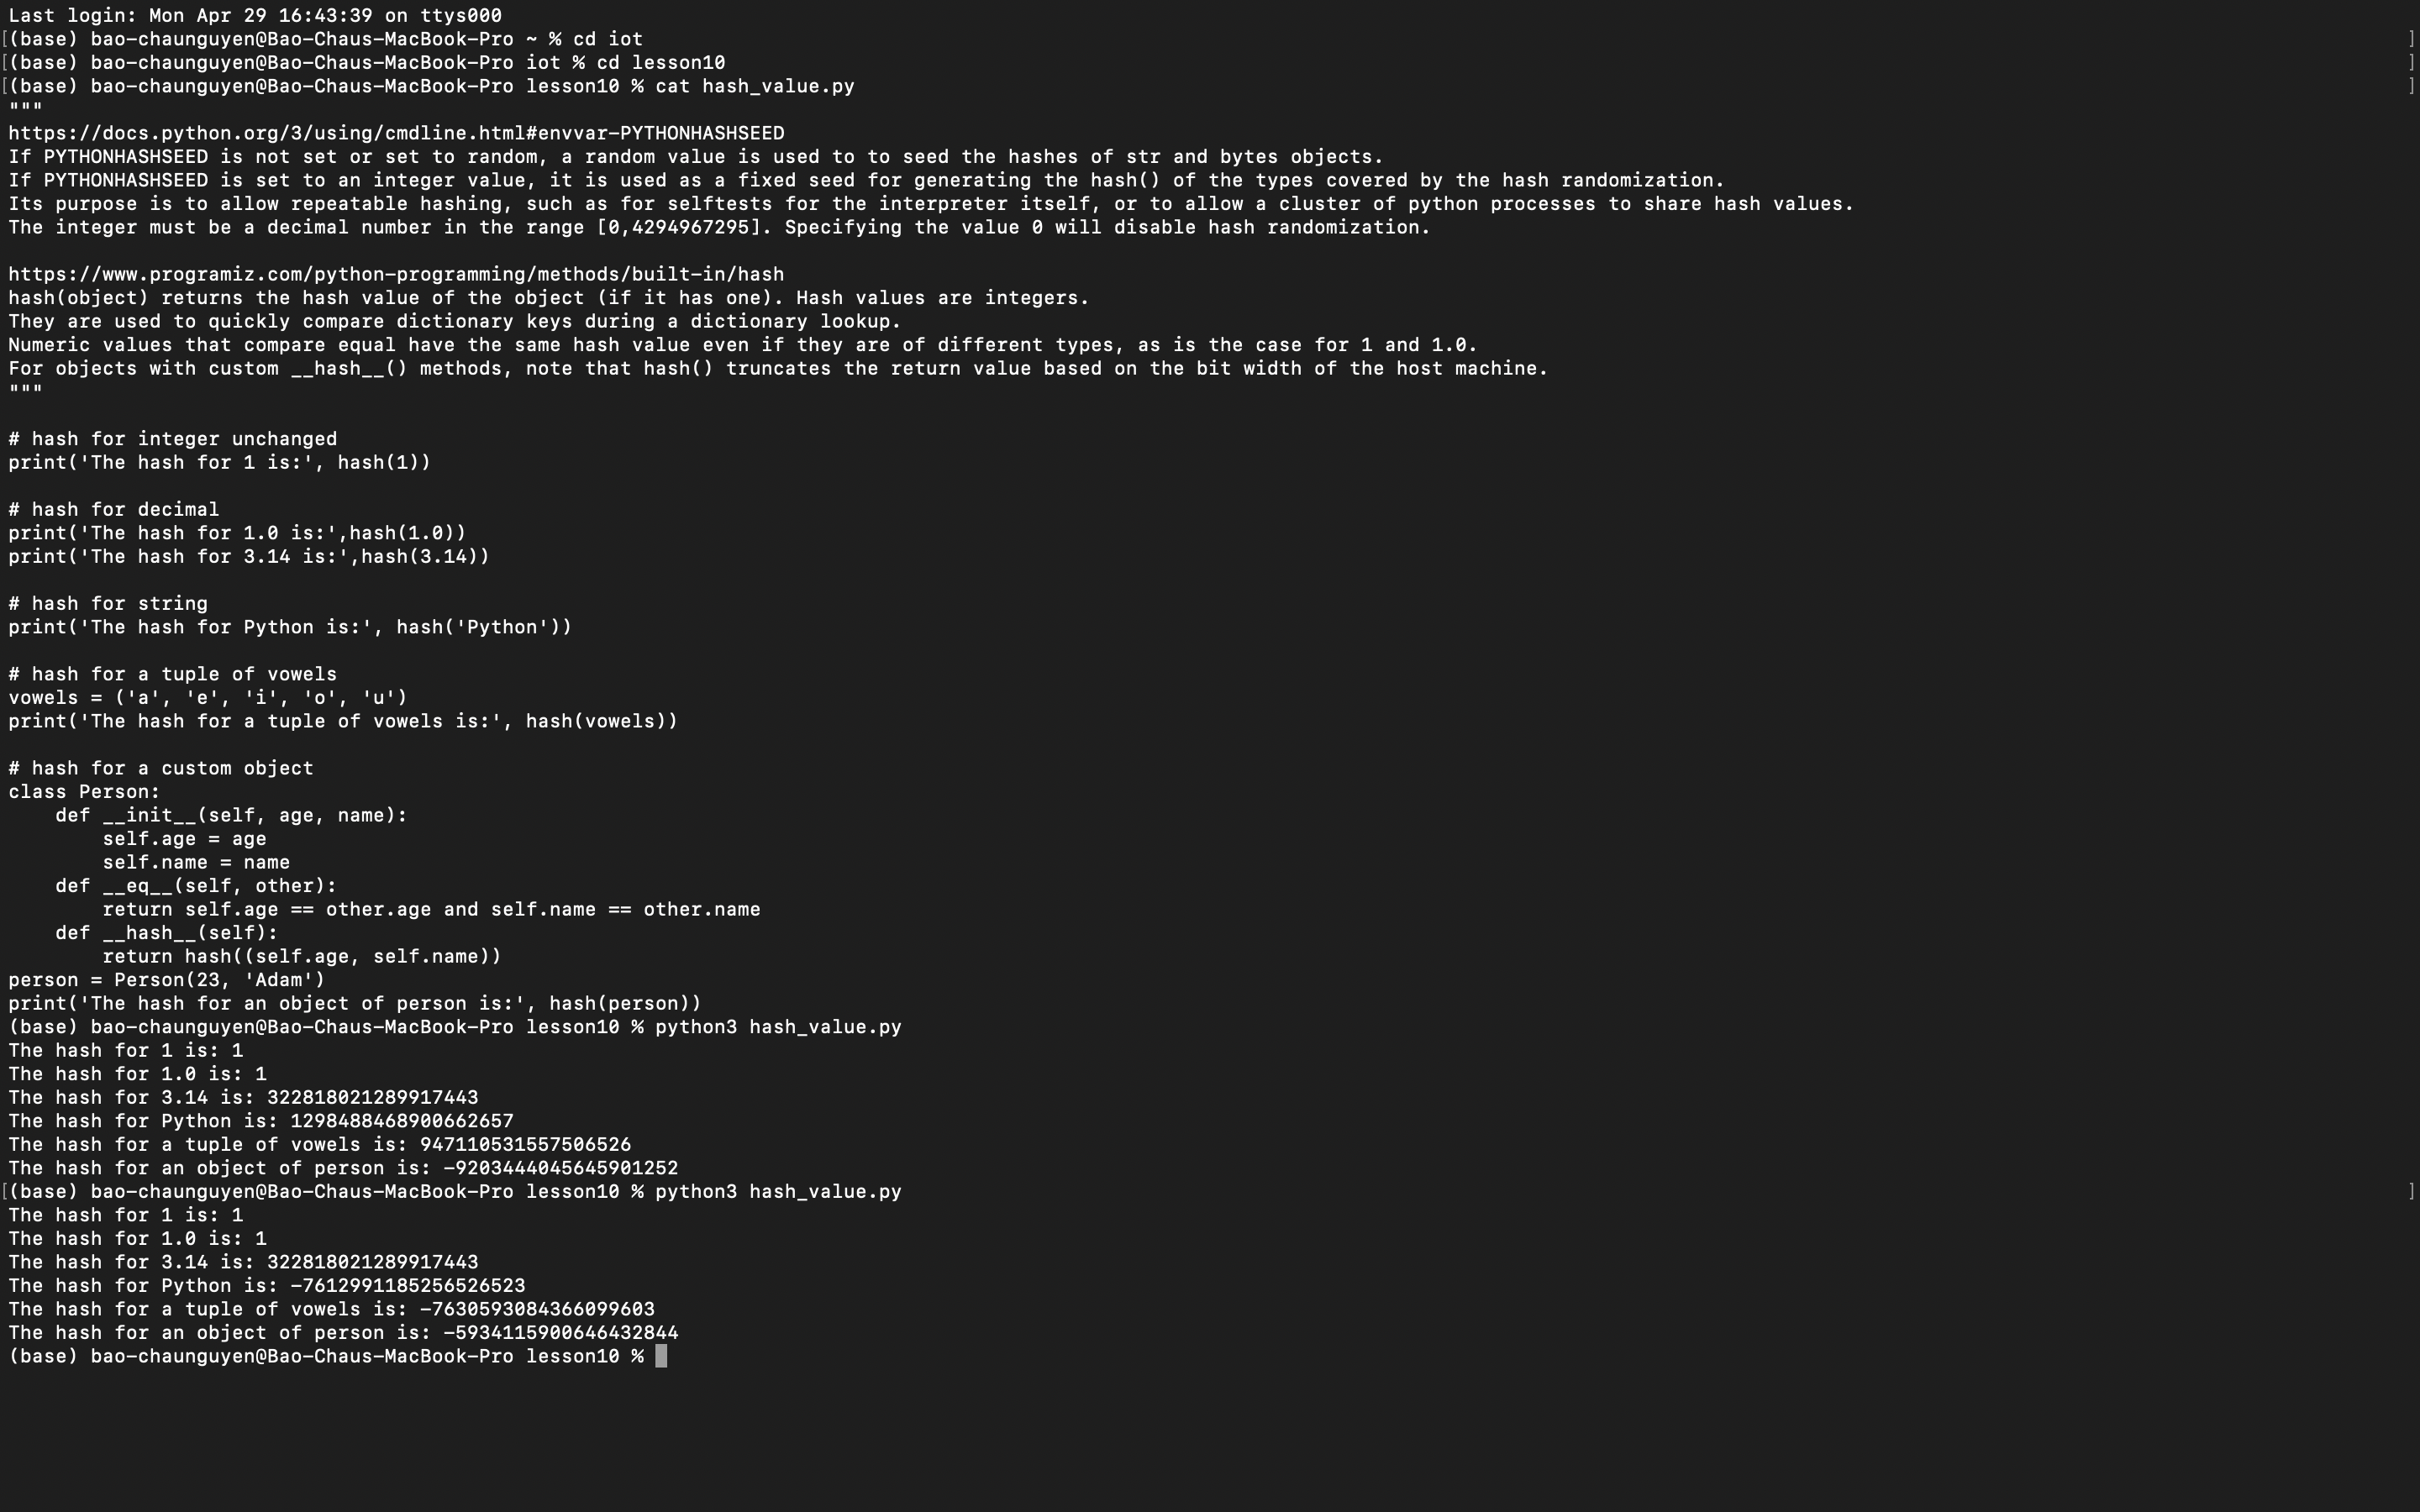 Last login: Mon Apr 29 16:43:39 on ttys000
[(base) bao-chaunguyen@Bao-Chaus-MacBook-Pro ~ % cd iot ]
[(base) bao-chaunguyen@Bao-Chaus-MacBook-Pro iot % cd lesson10 ]
[(base) bao-chaunguyen@Bao-Chaus-MacBook-Pro lesson10 % cat hash_value.py ]
"""
https://docs.python.org/3/using/cmdline.html#envvar-PYTHONHASHSEED
If PYTHONHASHSEED is not set or set to random, a random value is used to to seed the hashes of str and bytes objects.
If PYTHONHASHSEED is set to an integer value, it is used as a fixed seed for generating the hash() of the types covered by the hash randomization.
Its purpose is to allow repeatable hashing, such as for selftests for the interpreter itself, or to allow a cluster of python processes to share hash values.
The integer must be a decimal number in the range [0,4294967295]. Specifying the value 0 will disable hash randomization.

https://www.programiz.com/python-programming/methods/built-in/hash
hash(object) returns the hash value of the object (if it has one). Hash values are integers.
They are used to quickly compare dictionary keys during a dictionary lookup.
Numeric values that compare equal have the same hash value even if they are of different types, as is the case for 1 and 1.0.
For objects with custom __hash__() methods, note that hash() truncates the return value based on the bit width of the host machine.
"""

# hash for integer unchanged
print('The hash for 1 is:', hash(1))

# hash for decimal
print('The hash for 1.0 is:',hash(1.0))
print('The hash for 3.14 is:',hash(3.14))

# hash for string
print('The hash for Python is:', hash('Python'))

# hash for a tuple of vowels
vowels = ('a', 'e', 'i', 'o', 'u')
print('The hash for a tuple of vowels is:', hash(vowels))

# hash for a custom object
class Person:
    def __init__(self, age, name):
        self.age = age
        self.name = name
    def __eq__(self, other):
        return self.age == other.age and self.name == other.name
    def __hash__(self):
        return hash((self.age, self.name))
person = Person(23, 'Adam')
print('The hash for an object of person is:', hash(person))
(base) bao-chaunguyen@Bao-Chaus-MacBook-Pro lesson10 % python3 hash_value.py
The hash for 1 is: 1
The hash for 1.0 is: 1
The hash for 3.14 is: 322818021289917443
The hash for Python is: 1298488468900662657
The hash for a tuple of vowels is: 947110531557506526
The hash for an object of person is: -9203444045645901252
[(base) bao-chaunguyen@Bao-Chaus-MacBook-Pro lesson10 % python3 hash_value.py ]
The hash for 1 is: 1
The hash for 1.0 is: 1
The hash for 3.14 is: 322818021289917443
The hash for Python is: -7612991185256526523
The hash for a tuple of vowels is: -7630593084366099603
The hash for an object of person is: -5934115900646432844
(base) bao-chaunguyen@Bao-Chaus-MacBook-Pro lesson10 %